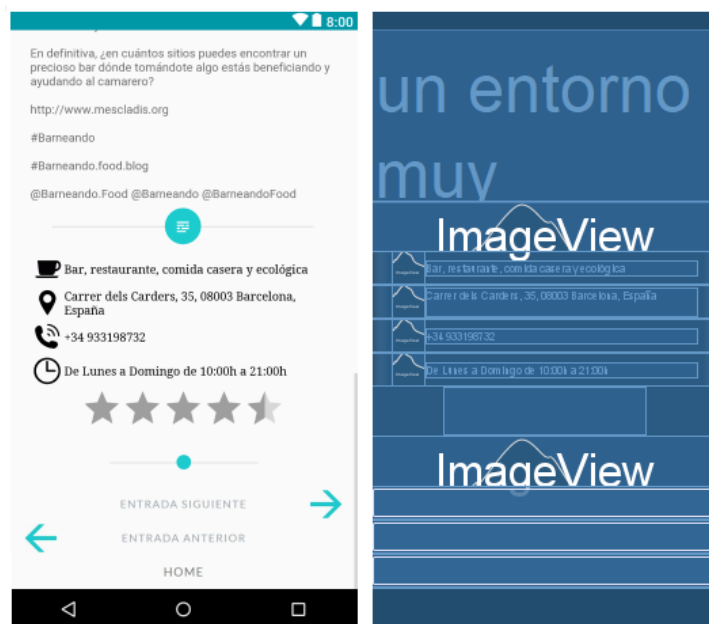 8:00
En definitiva, ¿en cuántos sitios puedes encontrar un
precioso bar dónde tomándote algo estás beneficiando y
ayudando al camarero?
http://www.mescladis.org
#Barneando
#Barneando.food.blog
@Barneando.Food @Barneando @BarneandoFood
Bar, restaurante, comida casera y ecológica
Carrer dels Carders, 35, 08003 Barcelona,
España
+34 933198732
De Lunes a Domingo de 10:00h a 21:00h
ENTRADA SIGUIENTE
ENTRADA ANTERIOR
HOME
un entorno
muy
ImageView
ImageView
Bar, restaurante, comida casera y ecológica
ImageView
Carrer dels Carders, 35, 08003 Barcelona, España
ImageView
+34 933198732
ImageView
De Lunes a Domingo de 10:00h a 21:00h
ImageView